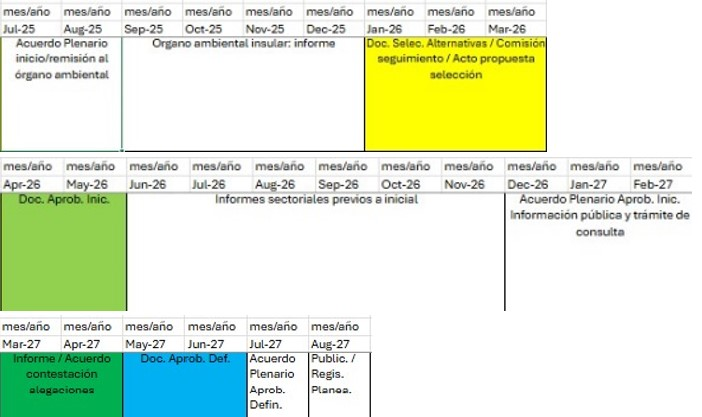 mes/año mes/año mes/año mes/año mes/año mes/año mes/año mes/año mes/año
Jul-25 Aug-25 Sep-25 Oct-25 Nov-25 Dec-25 Jan-26 Feb-26 Mar-26
Acuerdo Plenario
inicio/remisión al
órgano ambiental
Organo ambiental insular: informe
Doc. Selec. Alternativas / Comisión
seguimiento / Acto propuesta
selección
mes/año mes/año mes/año mes/año mes/año mes/año mes/año mes/año mes/año mes/año mes/año
Apr-26 May-26 Jun-26 Jul-26 Aug-26 Sep-26 Oct-26 Nov-26 Dec-26 Jan-27 Feb-27
Doc. Aprob. Inic.
Informes sectoriales previos a inicial
Acuerdo Plenario Aprob. Inic.
Información pública y trámite de
consulta
mes/año mes/año mes/año mes/año mes/año mes/año
Mar-27 Apr-27 May-27 Jun-27 Jul-27 Aug-27
Informe / Acuerdo
contestación
alegaciones
Doc. Aprob. Def.
Acuerdo
Plenario
Aprob.
Defin.
Public. /
Regis.
Planea.